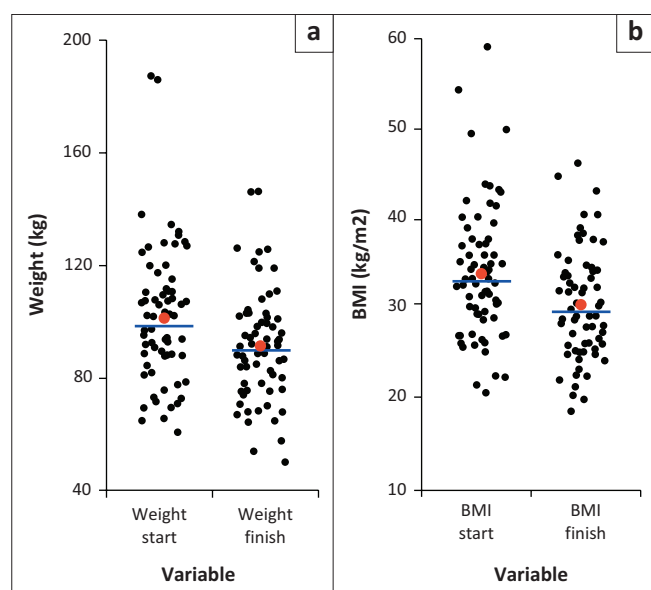 a
200
160
120
80
40
Weight (kg)
Weight
start
Weight
finish
Variable
b
60
50
40
30
20
10
BMI (kg/m2)
BMI
start
BMI
finish
Variable